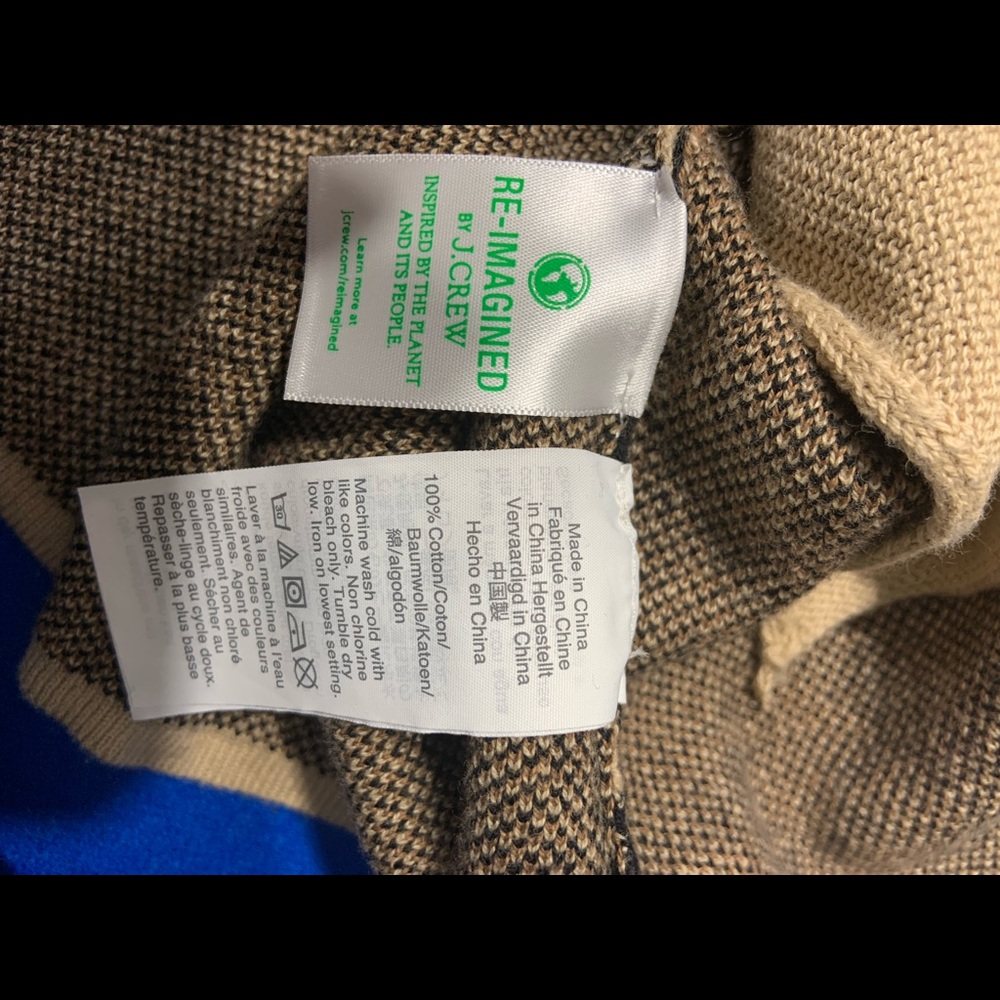 RE-IMAGINED
BY J.CREW
INSPIRED BY THE PLANET
AND ITS PEOPLE.
Learn more at
jcrew.com/reimagined
Made in China
Fabriqué en Chine
in China Hergestellt
Vervaardigd in China
中国製
Hecho en China
100% Cotton/Coton/
Baumwolle/Katoen/
綿/algodón
Machine wash cold with
like colors. Non chlorine
bleach only. Tumble dry
low. Iron on lowest setting.
30
Laver à la machine à l'eau
froide avec des couleurs
similaires. Agent de
blanchiment non chloré
seulement. Sécher au
sèche-linge au cycle doux.
Repasser à la plus basse
température.